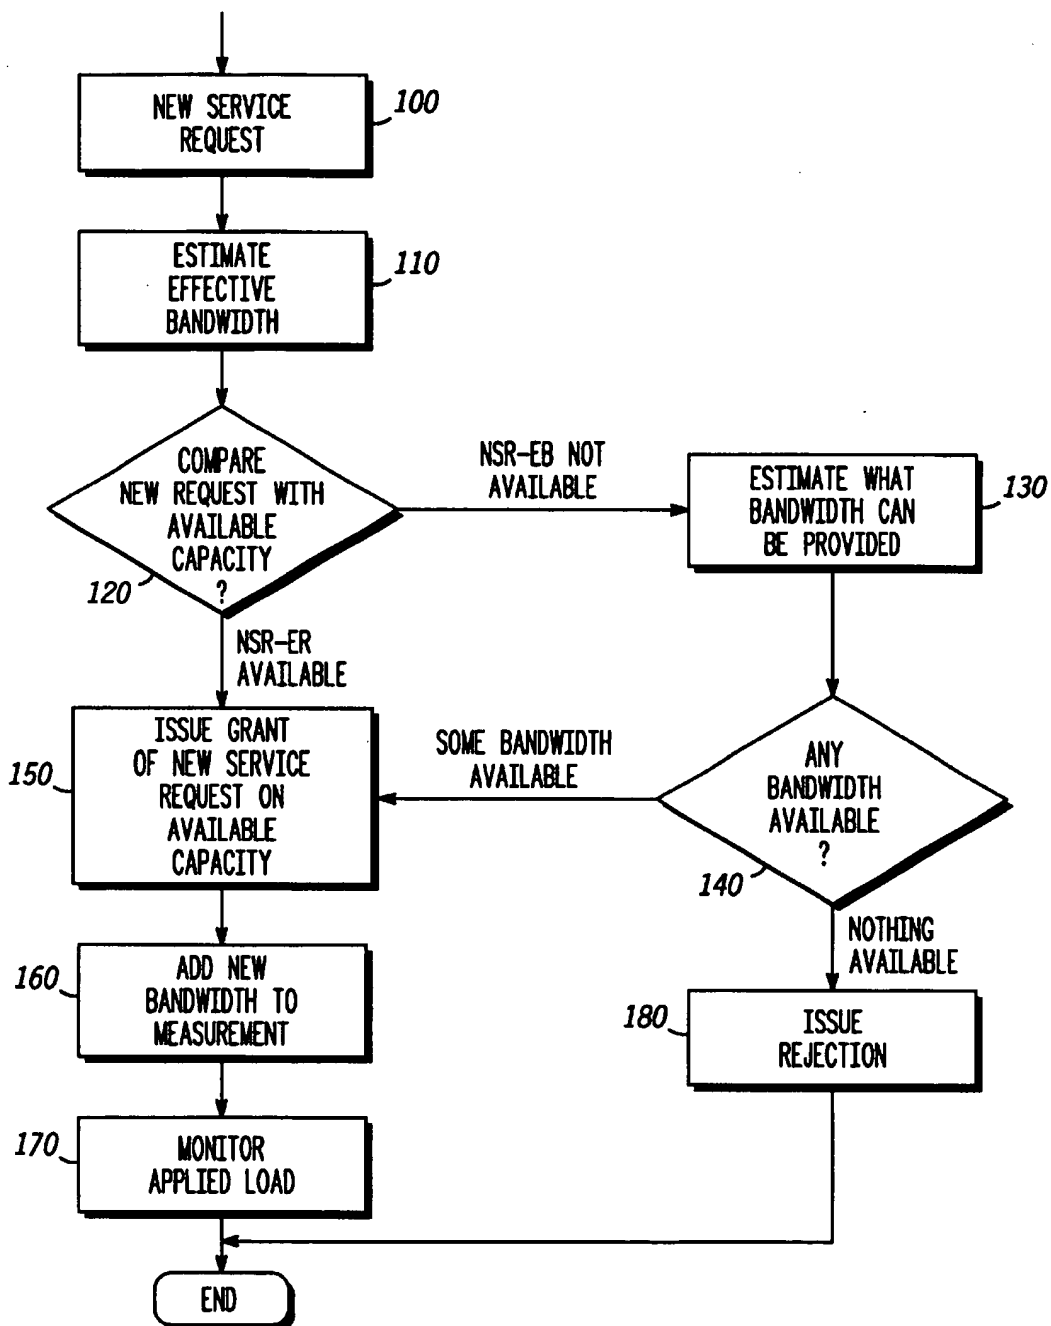 NEW SERVICE
REQUEST
100
ESTIMATE
EFFECTIVE
BANDWIDTH
110
COMPARE
NEW REQUEST WITH
AVAILABLE
CAPACITY
?
120
NSR-EB NOT
AVAILABLE
ESTIMATE WHAT
BANDWIDTH CAN
BE PROVIDED
130
NSR-ER
AVAILABLE
ISSUE GRANT
OF NEW SERVICE
REQUEST ON
AVAILABLE
CAPACITY
150
SOME BANDWIDTH
AVAILABLE
ANY
BANDWIDTH
AVAILABLE
?
140
NOTHING
AVAILABLE
160
ADD NEW
BANDWIDTH TO
MEASUREMENT
180
ISSUE
REJECTION
170
MONITOR
APPLIED LOAD
END